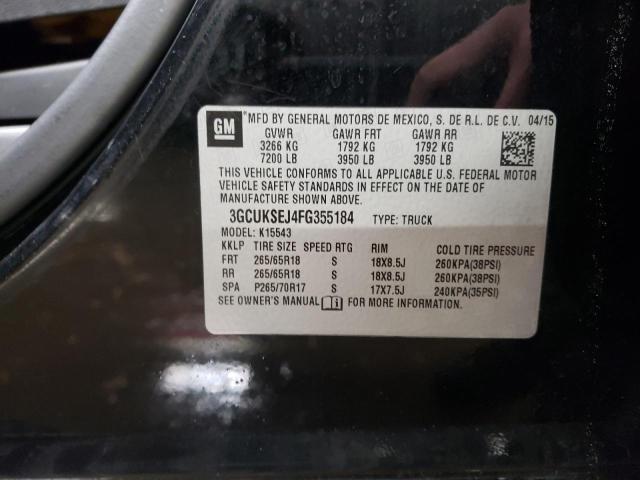 GM
MFD BY GENERAL MOTORS DE MEXICO, S. DE R.L. DE C.V. 04/15
GVWR GAWR FRT GAWR RR
3266 KG 1792 KG 1792 KG
7200 LB 3950 LB 3950 LB
THIS VEHICLE CONFORMS TO ALL APPLICABLE U.S. FEDERAL MOTOR
VEHICLE SAFETY STANDARDS IN EFFECT ON THE DATE OF
MANUFACTURE SHOWN ABOVE.
3GCUKSEJ4FG355184 TYPE: TRUCK
MODEL: K15543
KKLP TIRE SIZE SPEED RTG RIM COLD TIRE PRESSURE
FRT 265/65R18 S 18X8.5J 260KPA(38PSI)
RR 265/65R18 S 18X8.5J 260KPA(38PSI)
SPA P265/70R17 S 17X7.5J 240KPA(35PSI)
SEE OWNER'S MANUAL i FOR MORE INFORMATION.